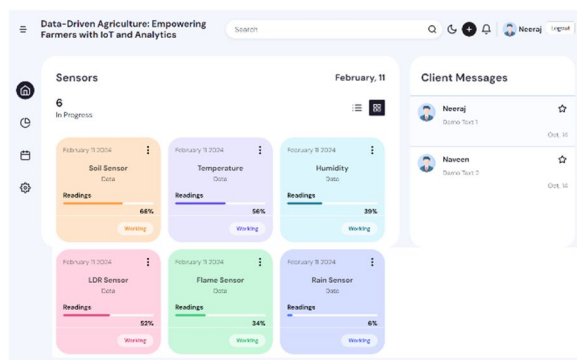 Data-Driven Agriculture: Empowering
Farmers with IoT and Analytics
Search
Neeraj
Logout
Sensors
February, 11
6
In Progress
February 11 2024
Soil Sensor
Data
Readings
66%
Working
February 11 2024
Temperature
Data
Readings
56%
Working
February 11 2024
Humidity
Data
Readings
39%
Working
February 11 2024
LDR Sensor
Data
Readings
52%
Working
February 11 2024
Flame Sensor
Data
Readings
34%
Working
February 11 2024
Rain Sensor
Data
Readings
6%
Working
Client Messages
Neeraj
Demo Text 1
Oct, 14
Naveen
Demo Text 2
Oct, 14